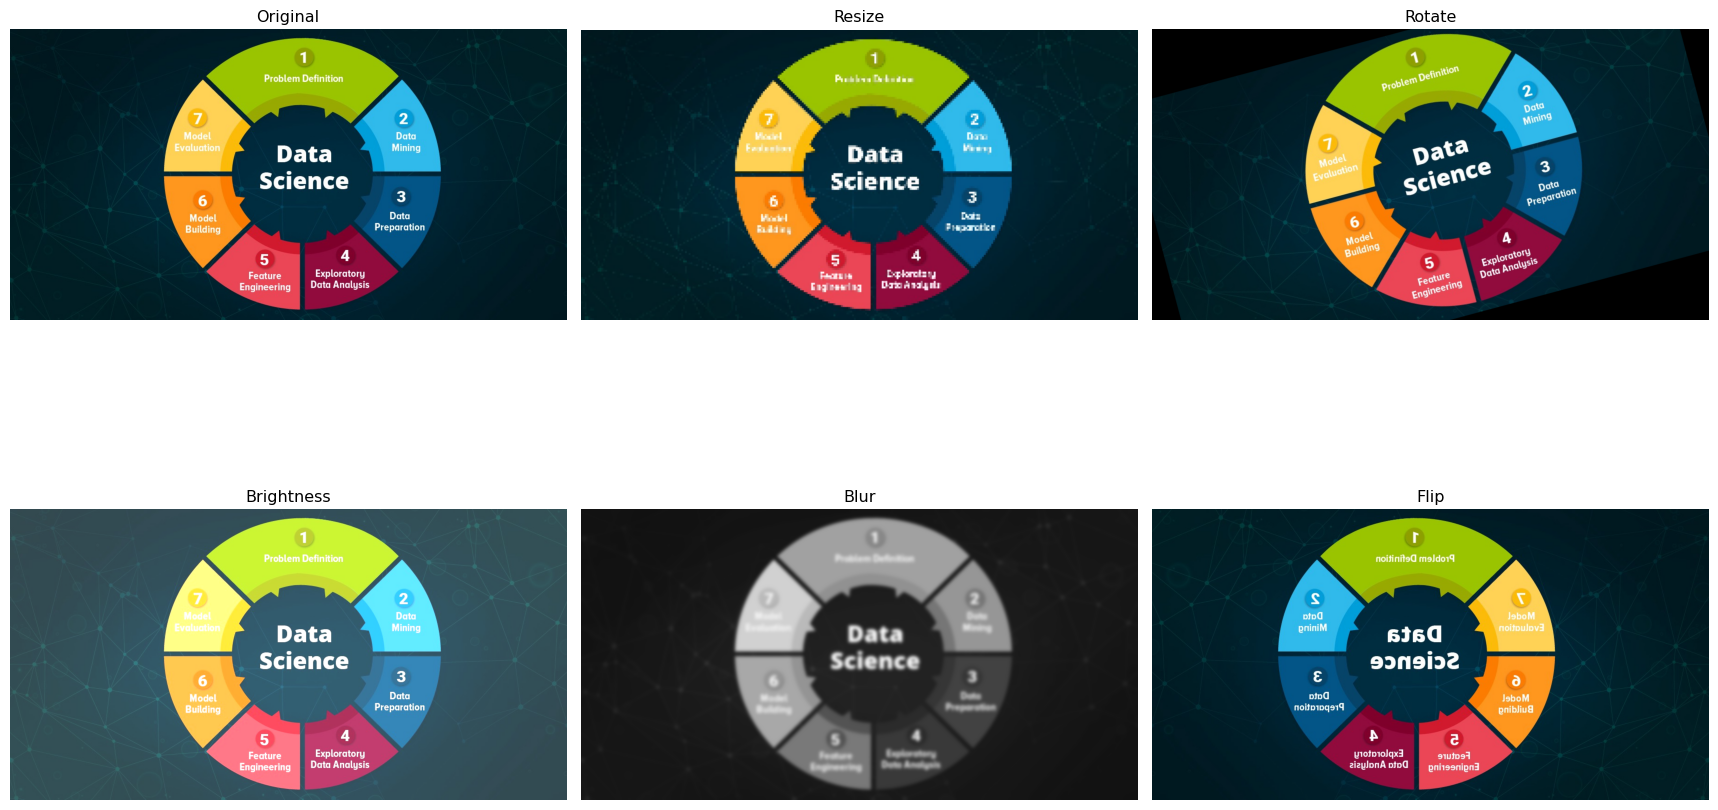 Original
1
Problem Definition
2
Data
Mining
3
Data
Preparation
4
Exploratory
Data Analysis
5
Feature
Engineering
6
Model
Building
7
Model
Evaluation
Data
Science
Resize
1
Problem Definition
2
Data
Mining
3
Data
Preparation
4
Exploratory
Data Analysis
5
Feature
Engineering
6
Model
Building
7
Model
Evaluation
Data
Science
Rotate
1
Problem Definition
2
Data
Mining
3
Data
Preparation
4
Exploratory
Data Analysis
5
Feature
Engineering
6
Model
Building
7
Model
Evaluation
Data
Science
Brightness
1
Problem Definition
2
Data
Mining
3
Data
Preparation
4
Exploratory
Data Analysis
5
Feature
Engineering
6
Model
Building
7
Model
Evaluation
Data
Science
Blur
1
Problem Definition
2
Data
Mining
3
Data
Preparation
4
Exploratory
Data Analysis
5
Feature
Engineering
6
Model
Building
7
Model
Evaluation
Data
Science
Flip
1
Problem Definition
2
Data
Mining
3
Data
Preparation
4
Exploratory
Data Analysis
5
Feature
Engineering
6
Model
Building
7
Model
Evaluation
Data
Science